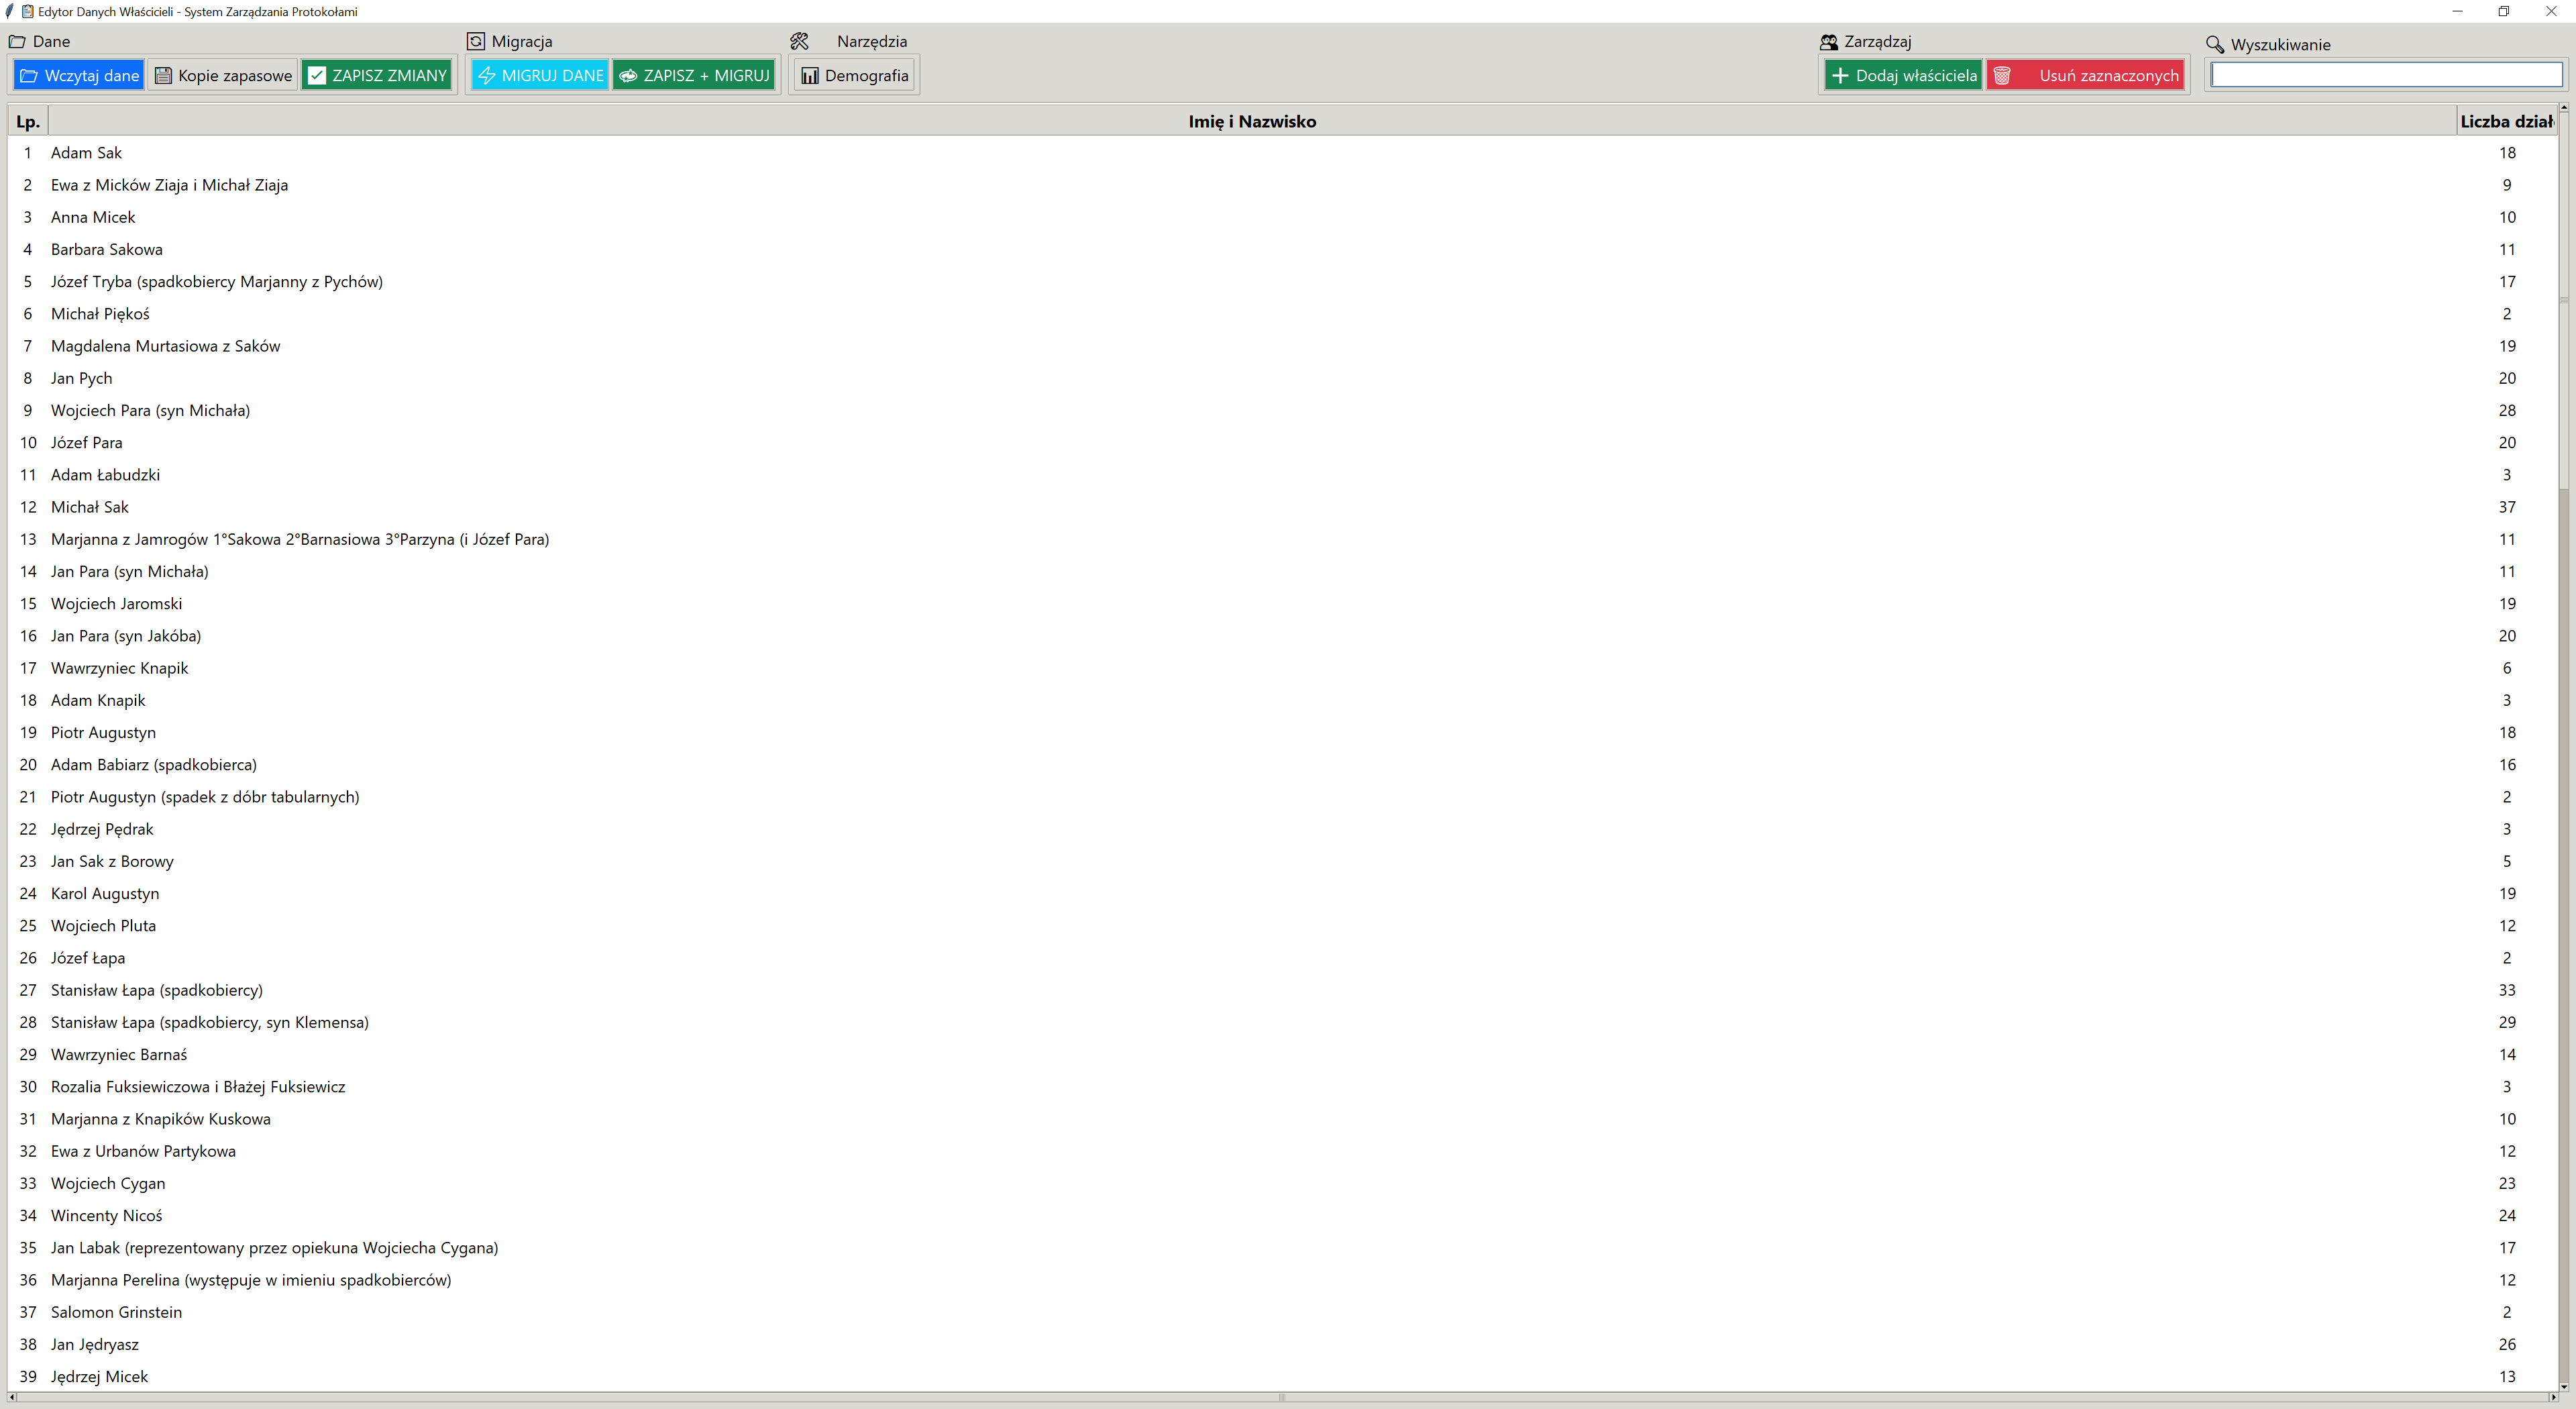 Edytor Danych Właścicieli - System Zarządzania Protokołami
Dane Migracja Narzędzia Zarządzaj Wyszukiwanie
Wczytaj dane Kopie zapasowe ZAPISZ ZMIANY MIGRUJ DANE ZAPISZ + MIGRUJ Demografia Dodaj właściciela Usuń zaznaczonych
Lp. Imię i Nazwisko Liczba dział
1 Adam Sak 18
2 Ewa z Micków Ziaja i Michał Ziaja 9
3 Anna Micek 10
4 Barbara Sakowa 11
5 Józef Tryba (spadkobiercy Marjanny z Pychów) 17
6 Michał Piękoś 2
7 Magdalena Murtasiowa z Saków 19
8 Jan Pych 20
9 Wojciech Para (syn Michała) 28
10 Józef Para 20
11 Adam Łabudzki 3
12 Michał Sak 37
13 Marjanna z Jamrogów 1°Sakowa 2°Barnasiowa 3°Parzyna (i Józef Para) 11
14 Jan Para (syn Michała) 11
15 Wojciech Jaromski 19
16 Jan Para (syn Jakóba) 20
17 Wawrzyniec Knapik 6
18 Adam Knapik 3
19 Piotr Augustyn 18
20 Adam Babiarz (spadkobierca) 16
21 Piotr Augustyn (spadek z dóbr tabularnych) 2
22 Jędrzej Pędrak 3
23 Jan Sak z Borowy 5
24 Karol Augustyn 19
25 Wojciech Pluta 12
26 Józef Łapa 2
27 Stanisław Łapa (spadkobiercy) 33
28 Stanisław Łapa (spadkobiercy, syn Klemensa) 29
29 Wawrzyniec Barnaś 14
30 Rozalia Fuksiewiczowa i Błażej Fuksiewicz 3
31 Marjanna z Knapików Kuskowa 10
32 Ewa z Urbanów Partykowa 12
33 Wojciech Cygan 23
34 Wincenty Nicoś 24
35 Jan Labak (reprezentowany przez opiekuna Wojciecha Cygana) 17
36 Marjanna Perelina (występuje w imieniu spadkobierców) 12
37 Salomon Grinstein 2
38 Jan Jędryasz 26
39 Jędrzej Micek 13